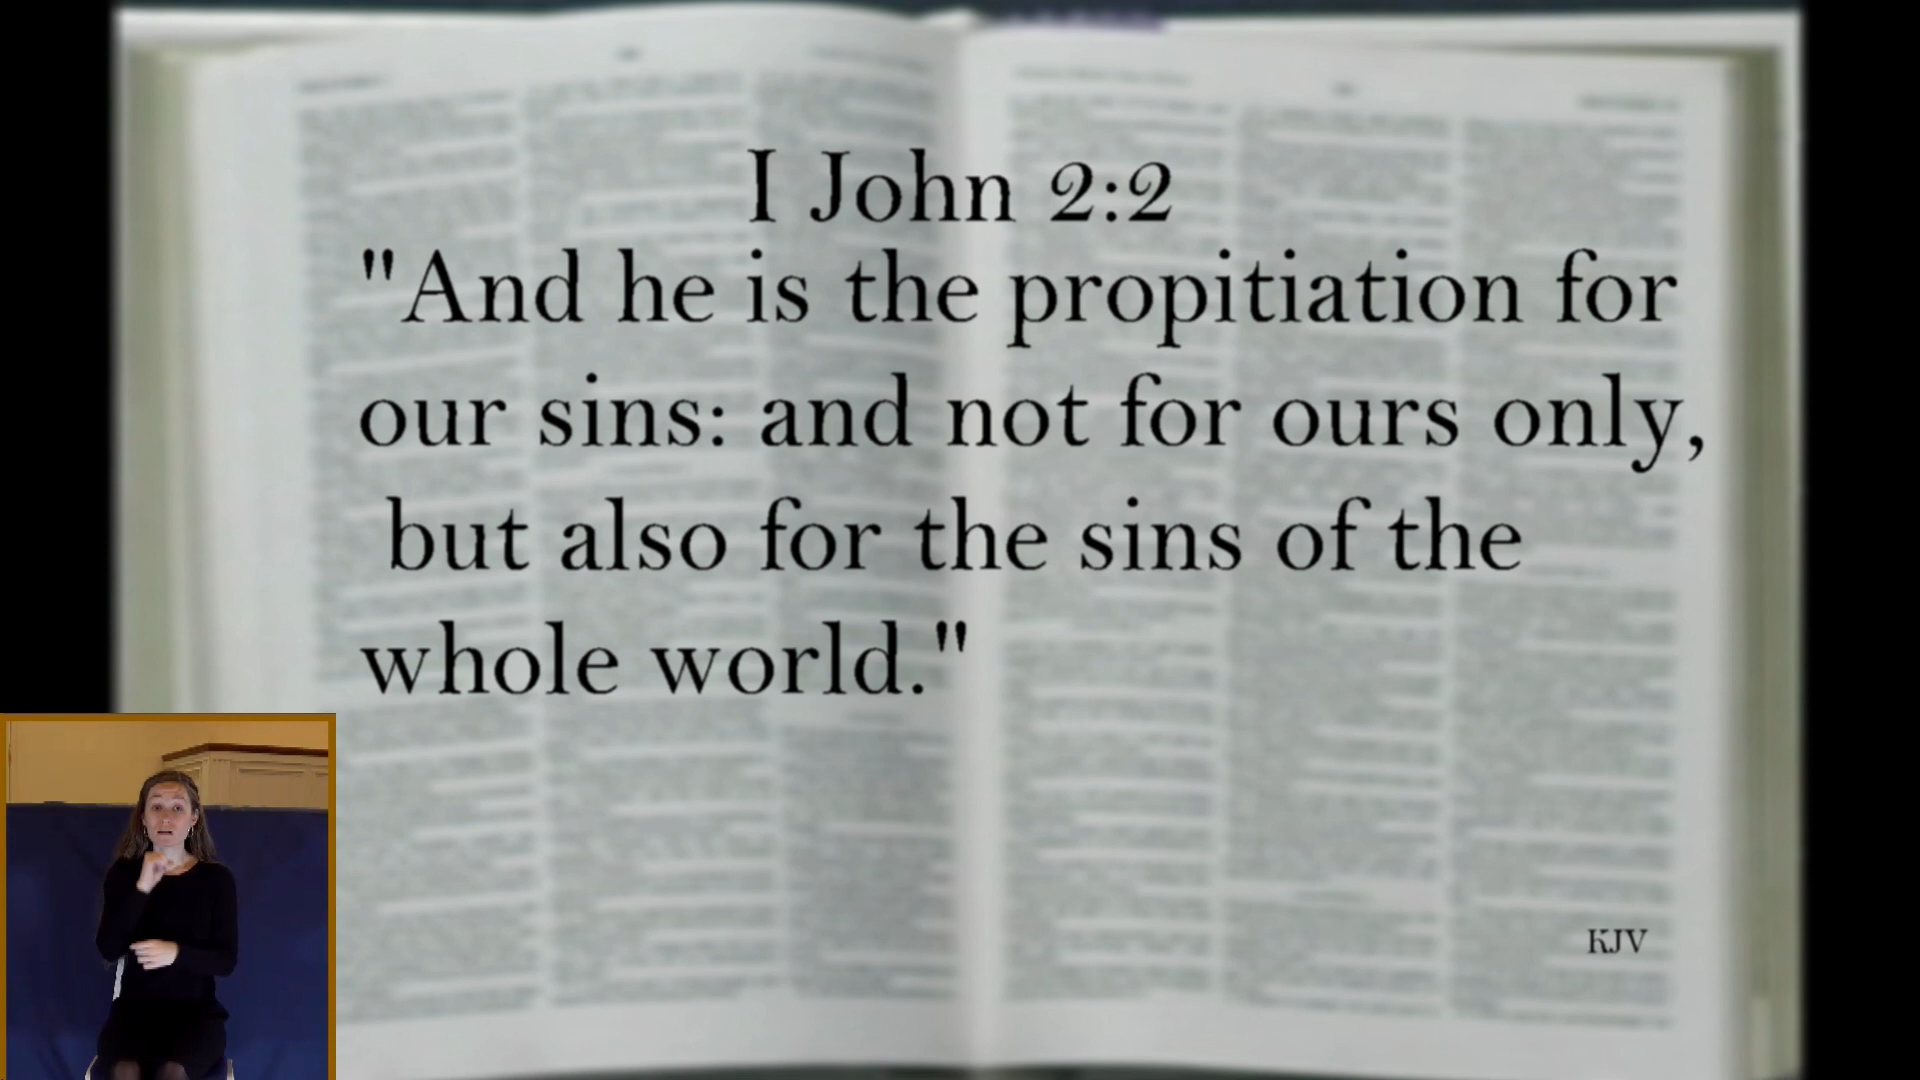 I John 2:2
"And he is the propitiation for
our sins: and not for ours only,
but also for the sins of the
whole world."
KJV